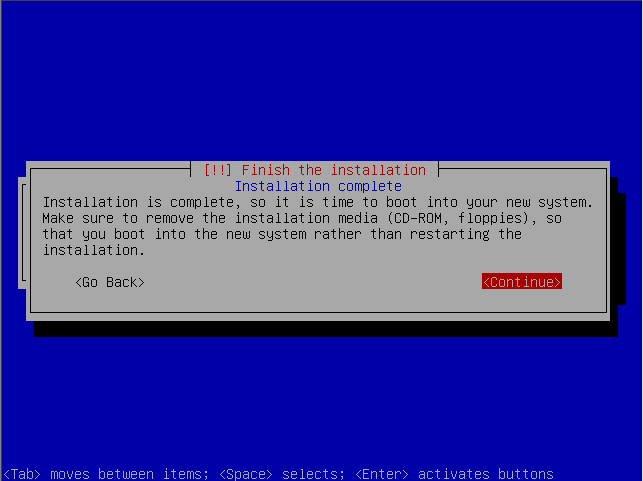 [!!] Finish the installation
Installation complete
Installation is complete, so it is time to boot into your new system.
Make sure to remove the installation media (CD-ROM, floppies), so
that you boot into the new system rather than restarting the
installation.
<Go Back> <Continue>
<Tab> moves between items; <Space> selects; <Enter> activates buttons